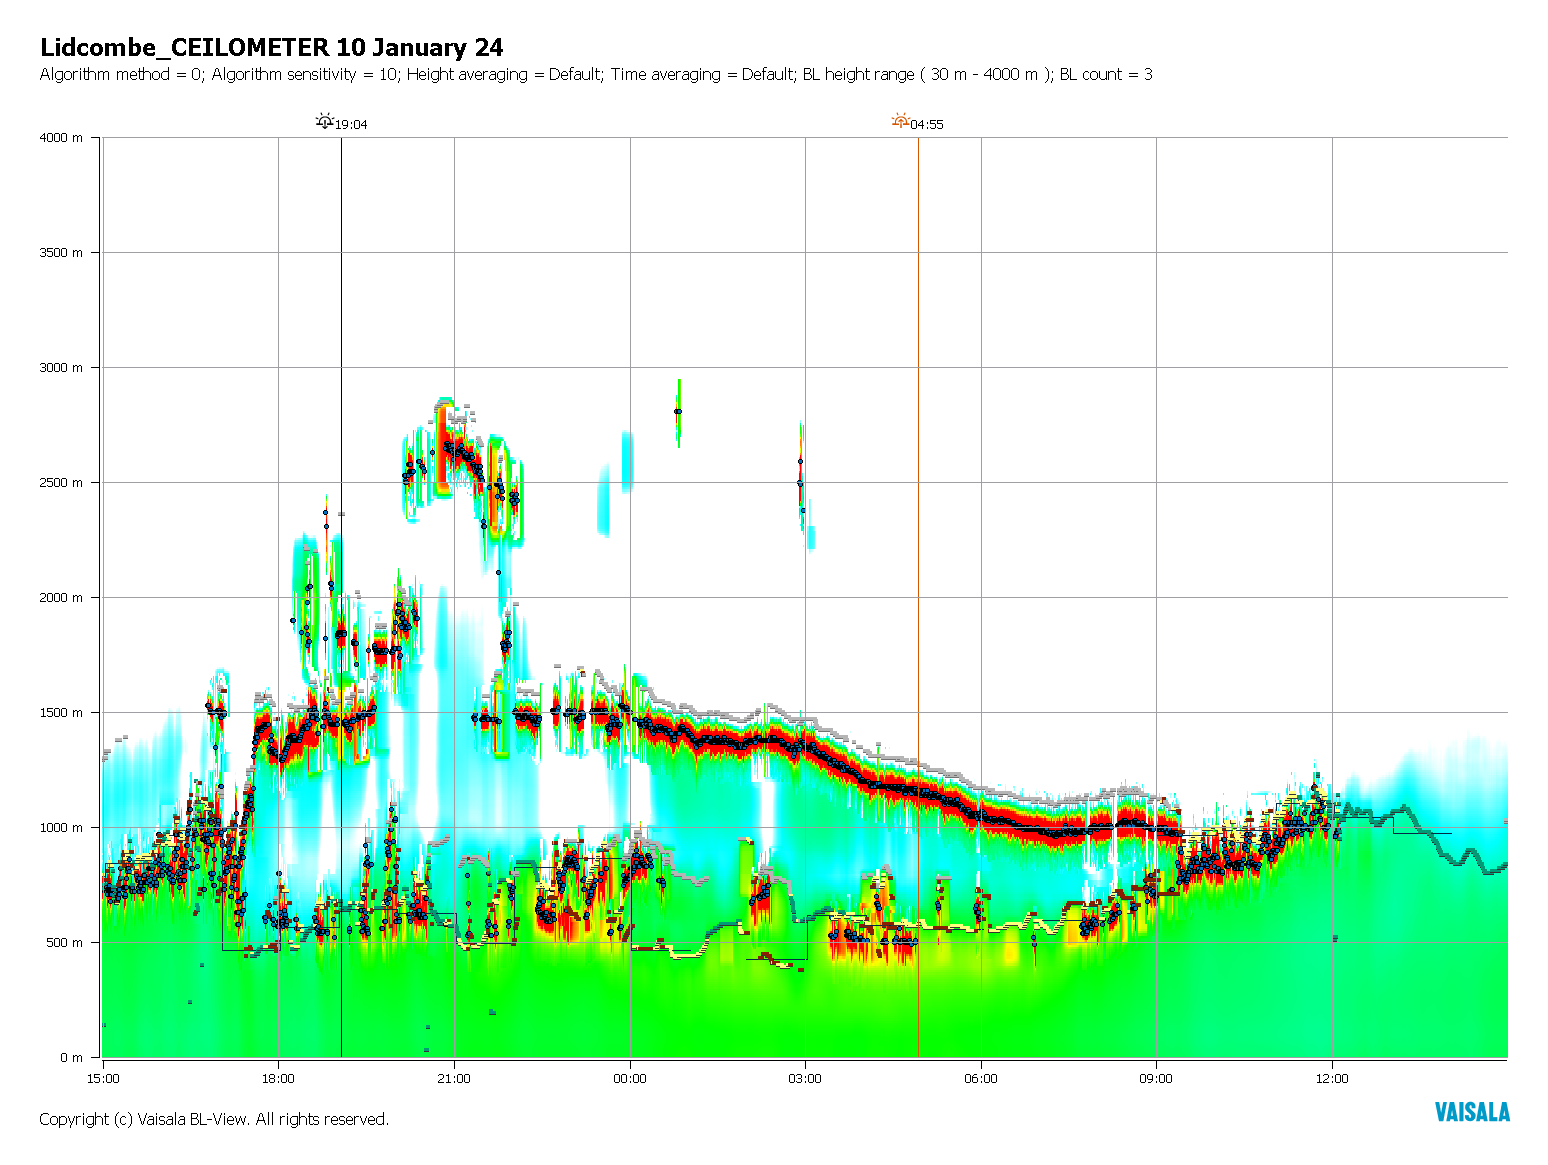 Lidcombe_CEILOMETER 10 January 24
Algorithm method = 0; Algorithm sensitivity = 10; Height averaging = Default; Time averaging = Default; BL height range ( 30 m - 4000 m ); BL count = 3
19:04
04:55
4000 m
3500 m
3000 m
2500 m
2000 m
1500 m
1000 m
500 m
0 m
15:00
18:00
21:00
00:00
03:00
06:00
09:00
12:00
Copyright (c) Vaisala BL-View. All rights reserved.
VAISALA